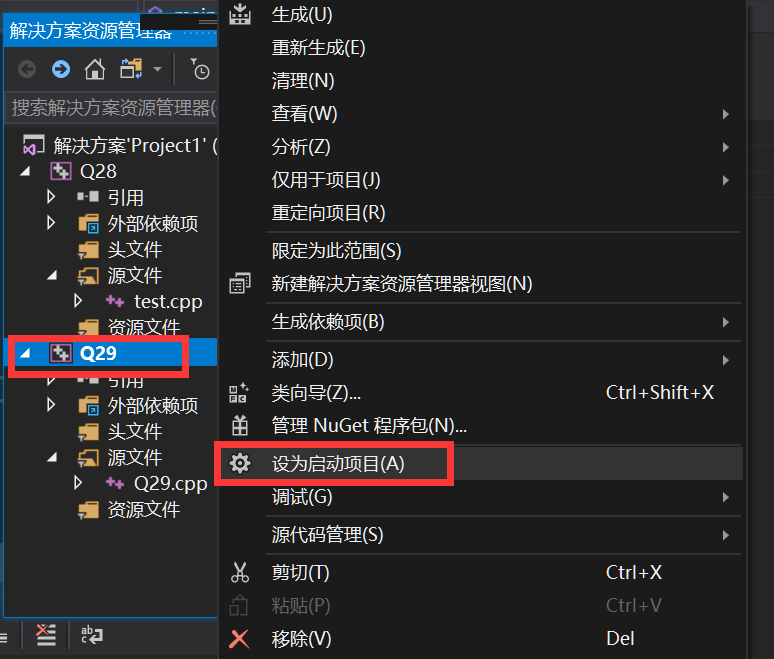 解决方案资源管理器
搜索解决方案资源管理器(
解决方案'Project1' (
Q28
引用
外部依赖项
头文件
源文件
test.cpp
资源文件
Q29
引用
外部依赖项
头文件
源文件
Q29.cpp
资源文件
生成(U)
重新生成(E)
清理(N)
查看(W)
分析(Z)
仅用于项目(J)
重定向项目(R)
限定为此范围(S)
新建解决方案资源管理器视图(N)
生成依赖项(B)
添加(D)
类向导(Z)... Ctrl+Shift+X
管理 NuGet 程序包(N)...
设为启动项目(A)
调试(G)
源代码管理(S)
剪切(T) Ctrl+X
粘贴(P) Ctrl+V
移除(V) Del